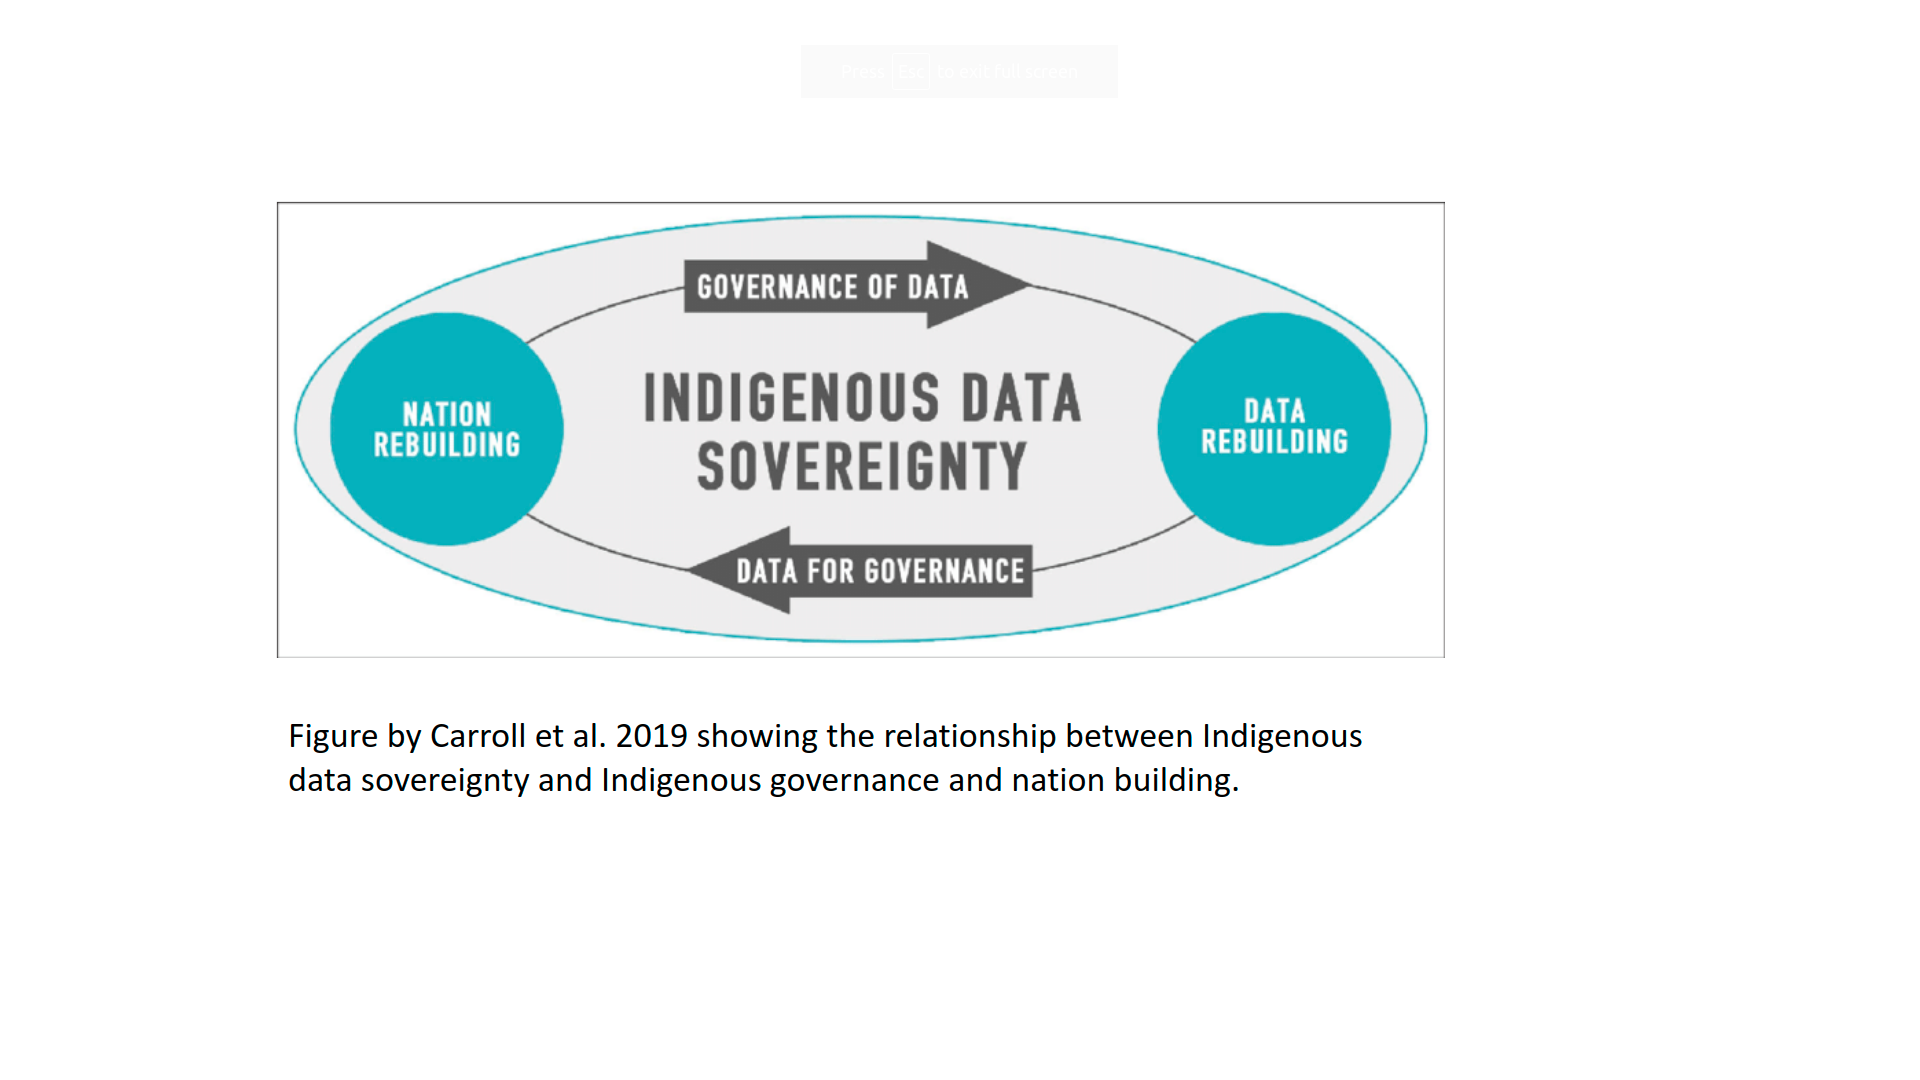 Press Esc to exit full screen
GOVERNANCE OF DATA
INDIGENOUS DATA
SOVEREIGNTY
NATION
REBUILDING
DATA
REBUILDING
DATA FOR GOVERNANCE
Figure by Carroll et al. 2019 showing the relationship between Indigenous
data sovereignty and Indigenous governance and nation building.